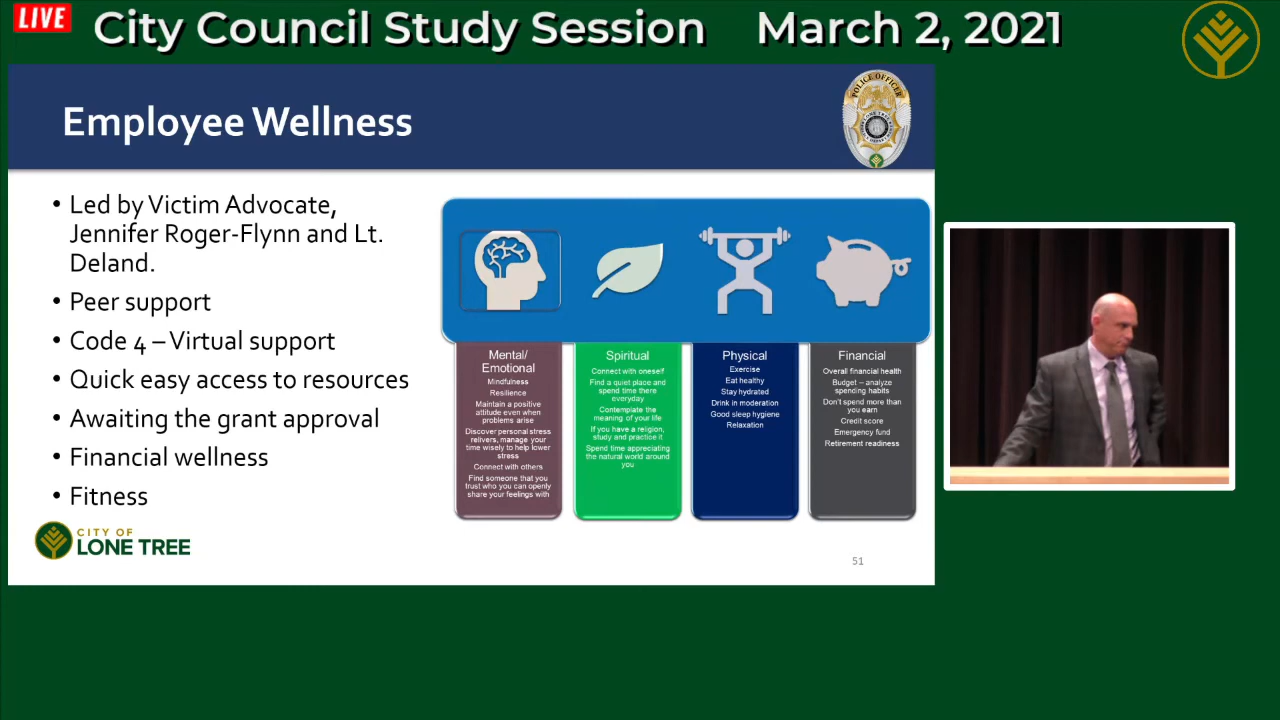 LIVE
City Council Study Session March 2, 2021
Employee Wellness
POLICE OFFICER
• Led by Victim Advocate,
Jennifer Roger-Flynn and Lt.
Deland.
• Peer support
• Code 4 – Virtual support
• Quick easy access to resources
• Awaiting the grant approval
• Financial wellness
• Fitness
Mental/
Emotional
Mindfulness
Resilience
Maintain a positive
attitude even when
problems arise
Discover personal stress
relivers, manage your
time wisely to help lower
stress
Connect with others
Find someone that you
trust who you can openly
share your feelings with
Spiritual
Connect with oneself
Find a quiet place and
spend time there
everyday
Contemplate the
meaning of your life
If you have a religion,
study and practice it
Spend time appreciating
the natural world around
you
Physical
Exercise
Eat healthy
Stay hydrated
Drink in moderation
Good sleep hygiene
Relaxation
Financial
Overall financial health
Budget – analyze
spending habits
Don't spend more than
you earn
Credit score
Emergency fund
Retirement readiness
CITY OF
LONE TREE
51